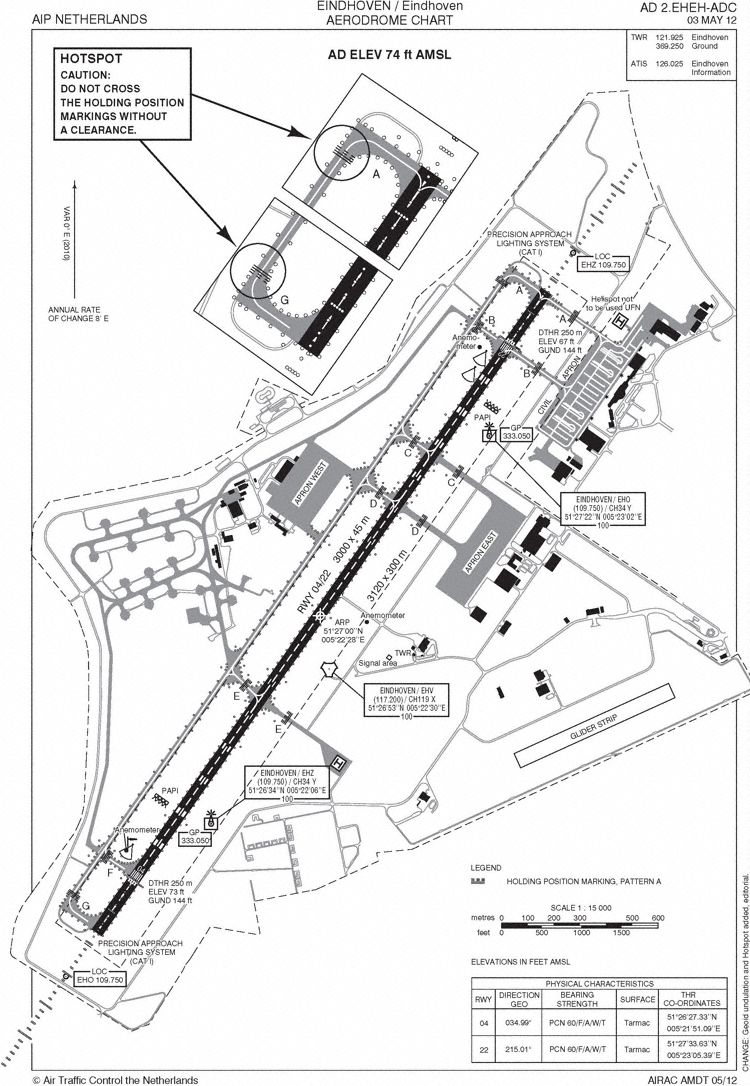 AIP NETHERLANDS
EINDHOVEN / Eindhoven
AERODROME CHART
AD 2.EHEH-ADC
03 MAY 12
TWR 121.925 Eindhoven
369.250 Ground
ATIS 126.025 Eindhoven
Information
AD ELEV 74 ft AMSL
HOTSPOT
CAUTION:
DO NOT CROSS
THE HOLDING POSITION
MARKINGS WITHOUT
A CLEARANCE.
A
G
VAR 0° E (2010)
ANNUAL RATE
OF CHANGE 8' E
PRECISION APPROACH
LIGHTING SYSTEM
(CAT I)
LOC
EHZ 109.750
Helispot not
to be used UFN
H
A
A
DTHR 250 m
ELEV 67 ft
GUND 144 ft
B
B
Anemo-
meter
CIVIL APRON
PAPI
GP
333.050
C
C
EINDHOVEN / EHO
(109.750) / CH34 Y
51°27'22''N 005°23'02''E
100
APRON WEST
D
D
APRON EAST
RWY 04/22 3000 x 45 m
3120 x 300 m
ARP
51°27'00''N
005°22'28''E
Anemometer
TWR
Signal area
EINDHOVEN / EHV
(117.200) / CH119 X
51°26'53''N 005°22'30''E
100
E
E
GLIDER STRIP
H
EINDHOVEN / EHZ
(109.750) / CH34 Y
51°26'34''N 005°22'06''E
100
PAPI
GP
333.050
Anemometer
F
DTHR 250 m
ELEV 73 ft
GUND 144 ft
G
PRECISION APPROACH
LIGHTING SYSTEM
(CAT I)
LOC
EHO 109.750
LEGEND
HOLDING POSITION MARKING, PATTERN A
SCALE 1 : 15 000
metres 0 100 200 300 400 500 600
feet 0 500 1000 1500
ELEVATIONS IN FEET AMSL
PHYSICAL CHARACTERISTICS
RWY DIRECTION GEO BEARING STRENGTH SURFACE THR CO-ORDINATES
04 034.99° PCN 60/F/A/W/T Tarmac 51°26'27.33''N 005°21'51.09''E
22 215.01° PCN 60/F/A/W/T Tarmac 51°27'33.63''N 005°23'05.39''E
CHANGE: Geoid undulation and Hotspot added, editorial.
© Air Traffic Control the Netherlands
AIRAC AMDT 05/12